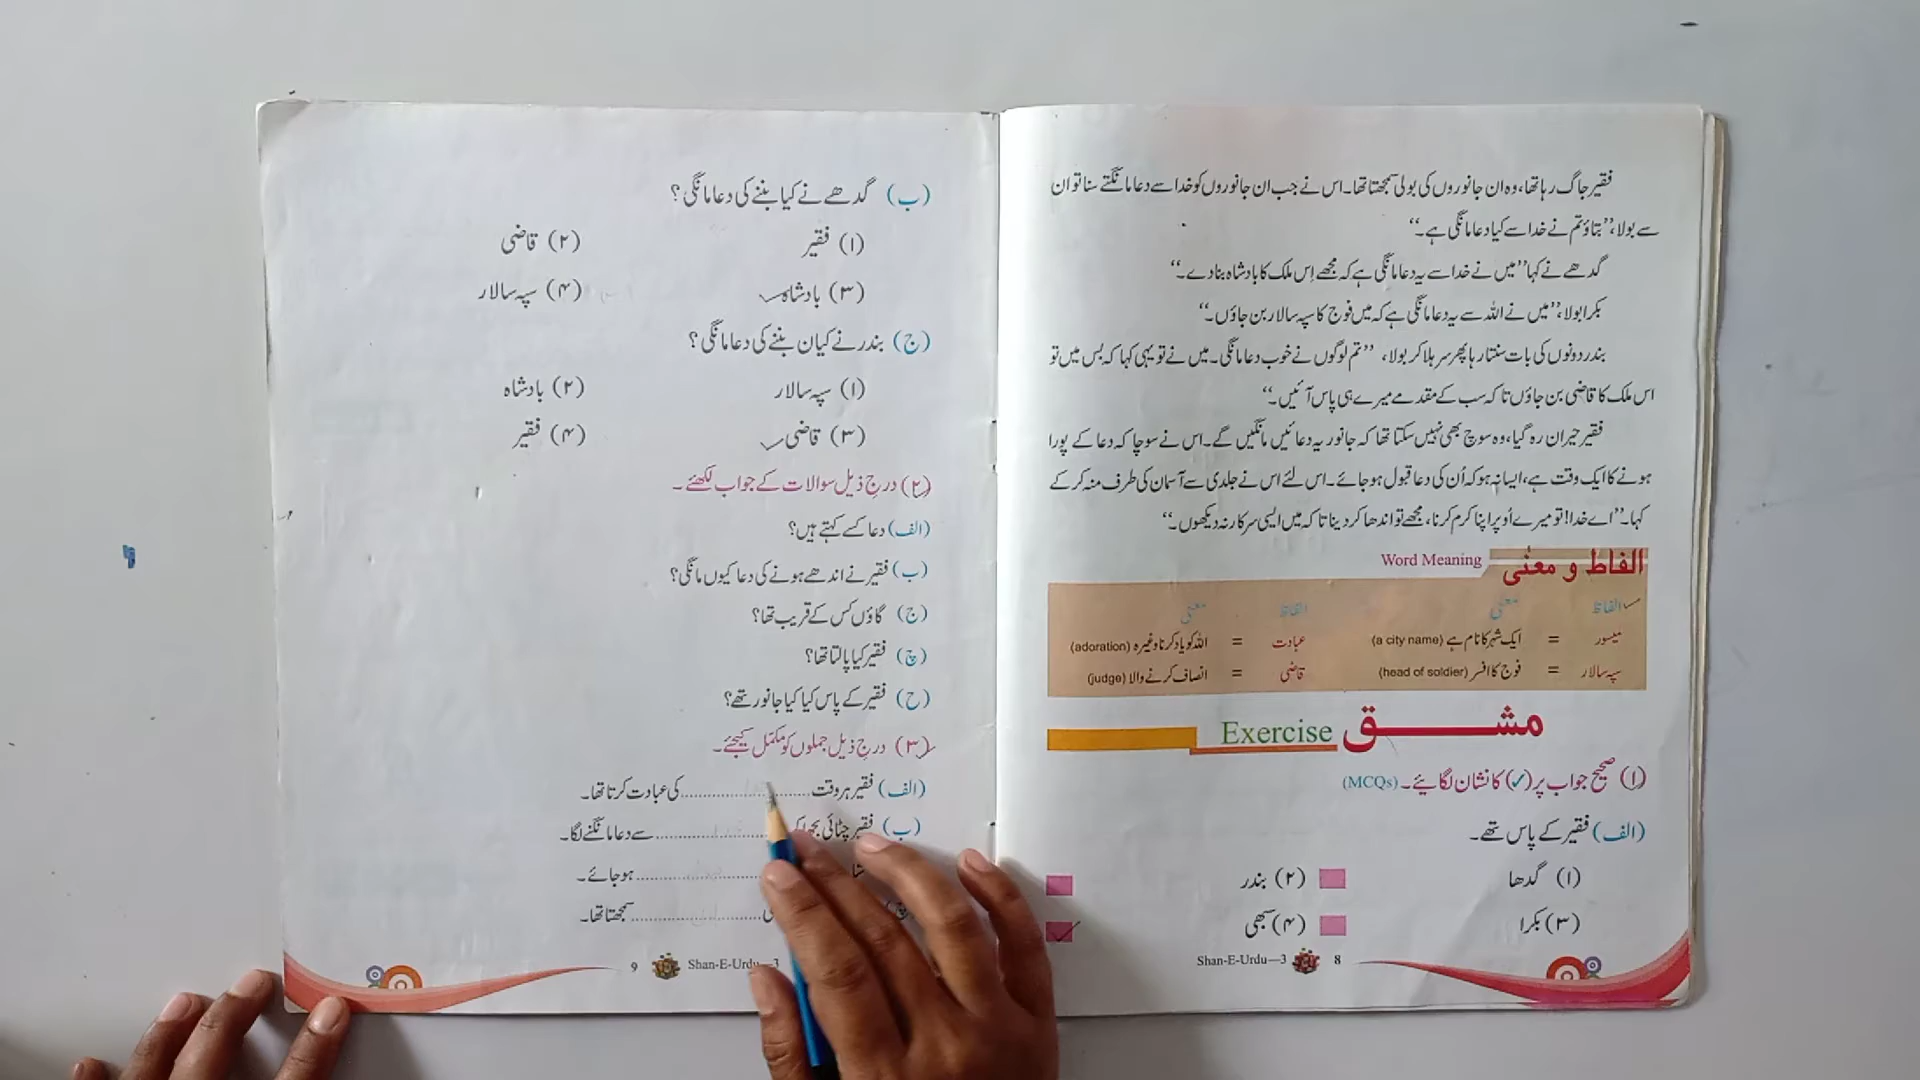 فقیر جاگ رہا تھا، وہ ان جانوروں کی بولی سمجھتا تھا۔ اس نے جب ان جانوروں کو خدا سے دعا مانگتے سنا تو ان
سے بولا، ’’بتاؤ تم نے خدا سے کیا دعا مانگی ہے۔‘‘
گدھے نے کہا ’’میں نے خدا سے یہ دعا مانگی ہے کہ مجھے اِس ملک کا بادشاہ بنا دے۔‘‘
بکرا بولا، ’’میں نے اللہ سے یہ دعا مانگی ہے کہ میں فوج کا سپہ سالار بن جاؤں۔‘‘
بندر دونوں کی بات سنتا رہا پھر سر ہلا کر بولا، ’’تم لوگوں نے خوب دعا مانگی۔ میں نے تو یہی کہا کہ بس میں تو
اس ملک کا قاضی بن جاؤں تاکہ سب کے مقدمے میرے ہی پاس آئیں۔‘‘
فقیر حیران رہ گیا، وہ سوچ بھی نہیں سکتا تھا کہ جانور یہ دعائیں مانگیں گے۔ اس نے سوچا کہ دعا کے پورا
ہونے کا ایک وقت ہے، ایسا نہ ہو کہ اُن کی دعا قبول ہو جائے۔ اس لئے اس نے جلدی سے آسمان کی طرف منہ کر کے
کہا۔ ’’اے خدا! تو میرے اُوپر اپنا کرم کرنا، مجھے تو اندھا کر دینا تاکہ میں ایسی سرکار نہ دیکھوں۔‘‘
الفاظ و معنٰی Word Meaning
الفاظ معنی الفاظ معنی
میسور = ایک شہر کا نام ہے (a city name) عبادت = اللہ کو یاد کرنا وغیرہ (adoration)
سپہ سالار = فوج کا افسر (head of soldier) قاضی = انصاف کرنے والا (judge)
مشق Exercise
(۱) صحیح جواب پر (✓) کا نشان لگائیے۔ (MCQs)
(الف) فقیر کے پاس تھے۔
(۱) گدھا (۲) بندر
(۳) بکرا (۴) سبھی
Shan-E-Urdu—3 8
(ب) گدھے نے کیا بننے کی دعا مانگی؟
(۱) فقیر (۲) قاضی
(۳) بادشاہ (۴) سپہ سالار
(ج) بندر نے کیا ن بننے کی دعا مانگی؟
(۱) سپہ سالار (۲) بادشاہ
(۳) قاضی (۴) فقیر
(۲) درجِ ذیل سوالات کے جواب لکھئے۔
(الف) دعا کسے کہتے ہیں؟
(ب) فقیر نے اندھے ہونے کی دعا کیوں مانگی؟
(ج) گاؤں کس کے قریب تھا؟
(چ) فقیر کیا پالتا تھا؟
(ح) فقیر کے پاس کیا کیا جانور تھے؟
(۳) درجِ ذیل جملوں کو مکمّل کیجئے۔
(الف) فقیر ہر وقت .................... کی عبادت کرتا تھا۔
(ب) فقیر چٹائی بچھا کر .................... سے دعا مانگنے لگا۔
.................... ہو جائے۔
.................... سمجھتا تھا۔
9 Shan-E-Urdu—3